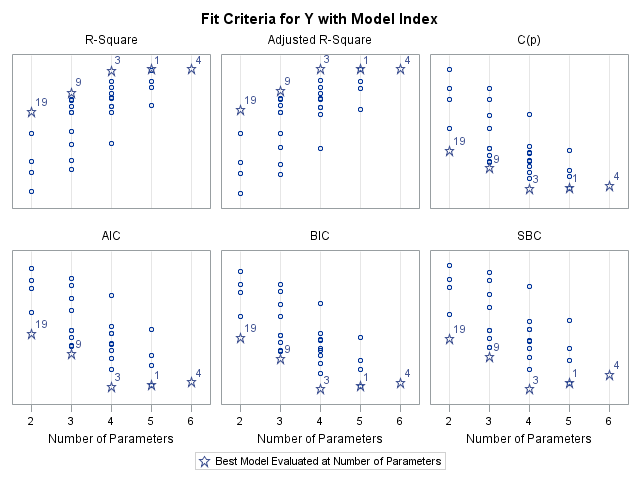 Fit Criteria for Y with Model Index
R-Square Adjusted R-Square C(p)
19 9 3 1 4
19 9 3 1 4
19 9 3 1 4
AIC BIC SBC
19 9 3 1 4
19 9 3 1 4
19 9 3 1 4
2 3 4 5 6 2 3 4 5 6 2 3 4 5 6
Number of Parameters Number of Parameters Number of Parameters
Best Model Evaluated at Number of Parameters